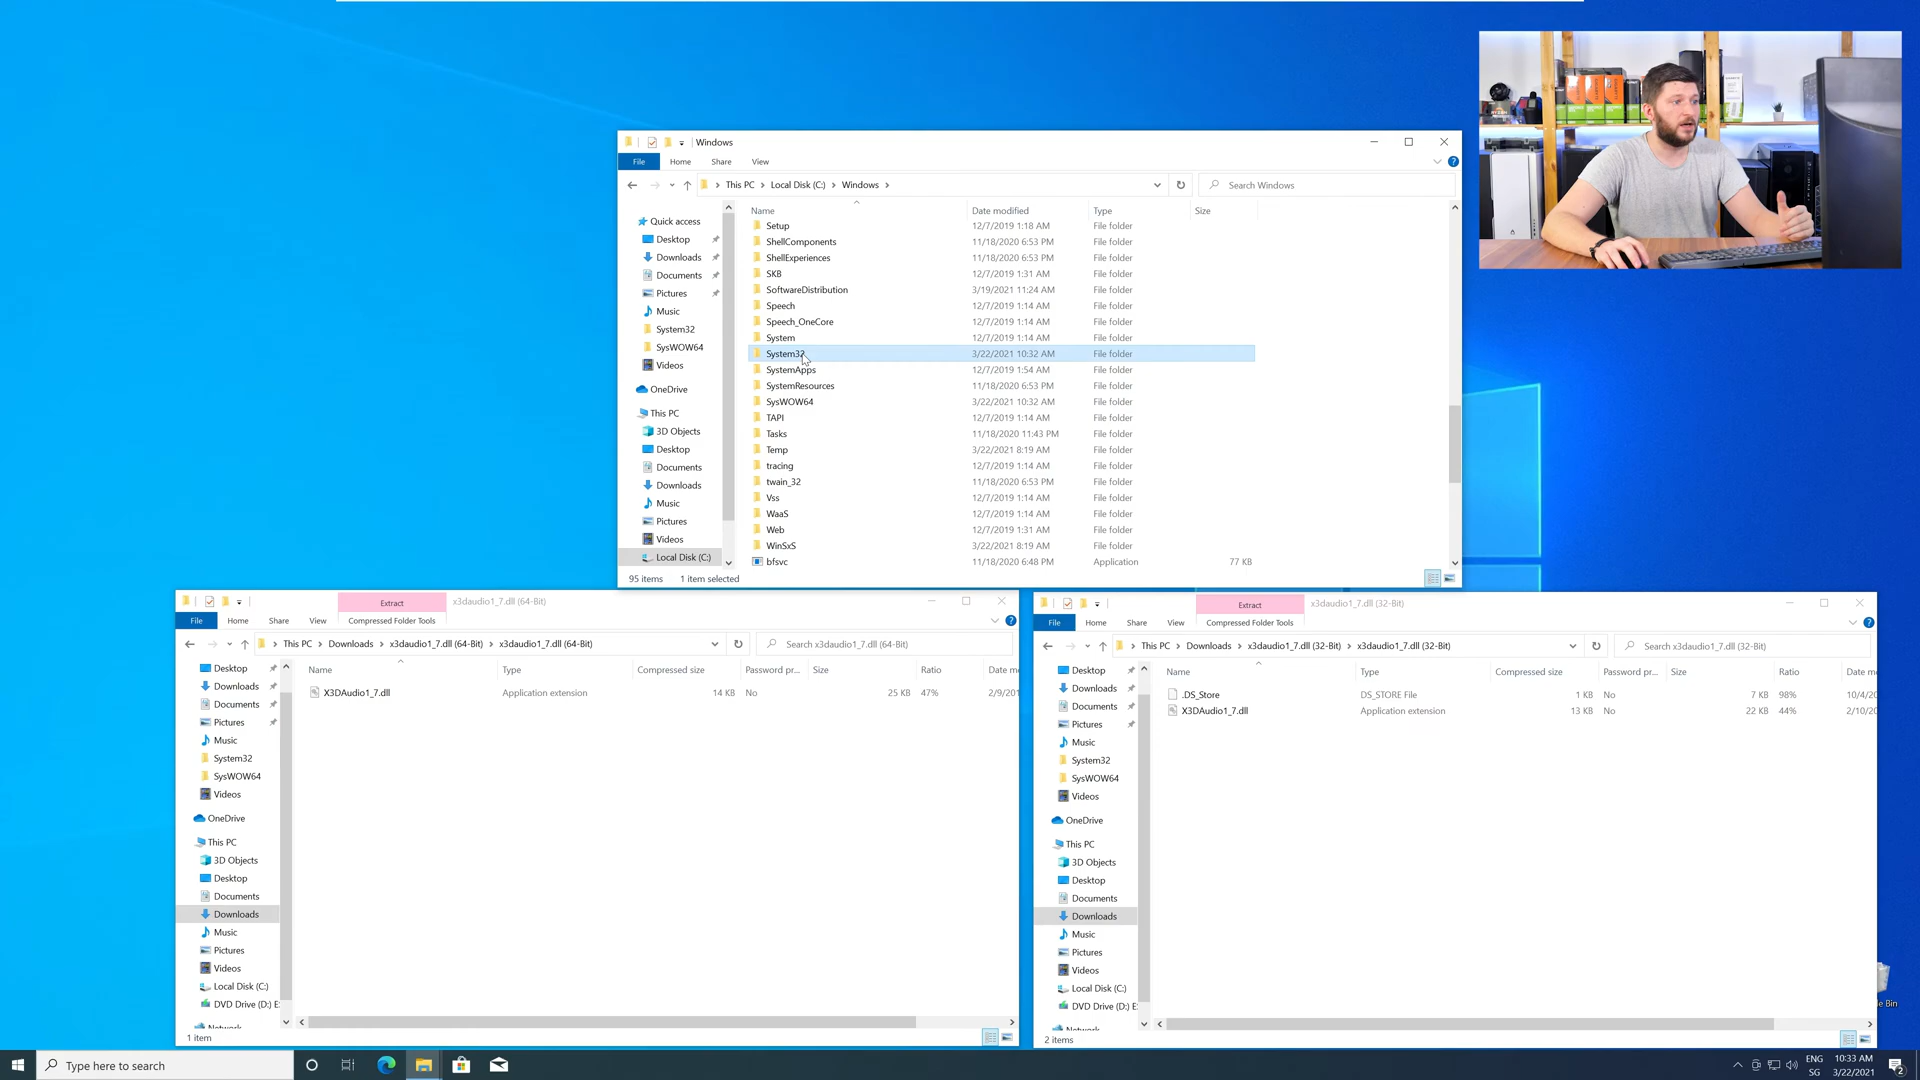 Windows
File Home Share View
This PC Local Disk (C:) Windows
Search Windows
Quick access
Desktop
Downloads
Documents
Pictures
Music
System32
SysWOW64
Videos
OneDrive
This PC
3D Objects
Desktop
Documents
Downloads
Music
Pictures
Videos
Local Disk (C:)
Name Date modified Type Size
Setup 12/7/2019 1:18 AM File folder
ShellComponents 11/18/2020 6:53 PM File folder
ShellExperiences 11/18/2020 6:53 PM File folder
SKB 12/7/2019 1:31 AM File folder
SoftwareDistribution 3/19/2021 11:24 AM File folder
Speech 12/7/2019 1:14 AM File folder
Speech_OneCore 12/7/2019 1:14 AM File folder
System 12/7/2019 1:14 AM File folder
System32 3/22/2021 10:32 AM File folder
SystemApps 12/7/2019 1:54 AM File folder
SystemResources 11/18/2020 6:53 PM File folder
SysWOW64 3/22/2021 10:32 AM File folder
TAPI 12/7/2019 1:14 AM File folder
Tasks 11/18/2020 11:43 PM File folder
Temp 3/22/2021 8:19 AM File folder
tracing 12/7/2019 1:14 AM File folder
twain_32 11/18/2020 6:53 PM File folder
Vss 12/7/2019 1:14 AM File folder
WaaS 12/7/2019 1:14 AM File folder
Web 12/7/2019 1:31 AM File folder
WinSxS 3/22/2021 8:19 AM File folder
bfsvc 11/18/2020 6:48 PM Application 77 KB
95 items 1 item selected
Extract x3daudio1_7.dll (64-Bit)
File Home Share View Compressed Folder Tools
This PC Downloads x3daudio1_7.dll (64-Bit) x3daudio1_7.dll (64-Bit)
Search x3daudio1_7.dll (64-Bit)
Desktop
Downloads
Documents
Pictures
Music
System32
SysWOW64
Videos
OneDrive
This PC
3D Objects
Desktop
Documents
Downloads
Music
Pictures
Videos
Local Disk (C:)
DVD Drive (D:) E
Network
Name Type Compressed size Password pr... Size Ratio Date m
X3DAudio1_7.dll Application extension 14 KB No 25 KB 47% 2/9/201
1 item
Extract x3daudio1_7.dll (32-Bit)
File Home Share View Compressed Folder Tools
This PC Downloads x3daudio1_7.dll (32-Bit) x3daudio1_7.dll (32-Bit)
Search x3daudio1_7.dll (32-Bit)
Desktop
Downloads
Documents
Pictures
Music
System32
SysWOW64
Videos
OneDrive
This PC
3D Objects
Desktop
Documents
Downloads
Music
Pictures
Videos
Local Disk (C:)
DVD Drive (D:) E
Network
Name Type Compressed size Password pr... Size Ratio Date m
.DS_Store DS_STORE File 1 KB No 7 KB 98% 10/4/20
X3DAudio1_7.dll Application extension 13 KB No 22 KB 44% 2/10/20
2 items
le Bin
Type here to search
ENG
SG
10:33 AM
3/22/2021
2